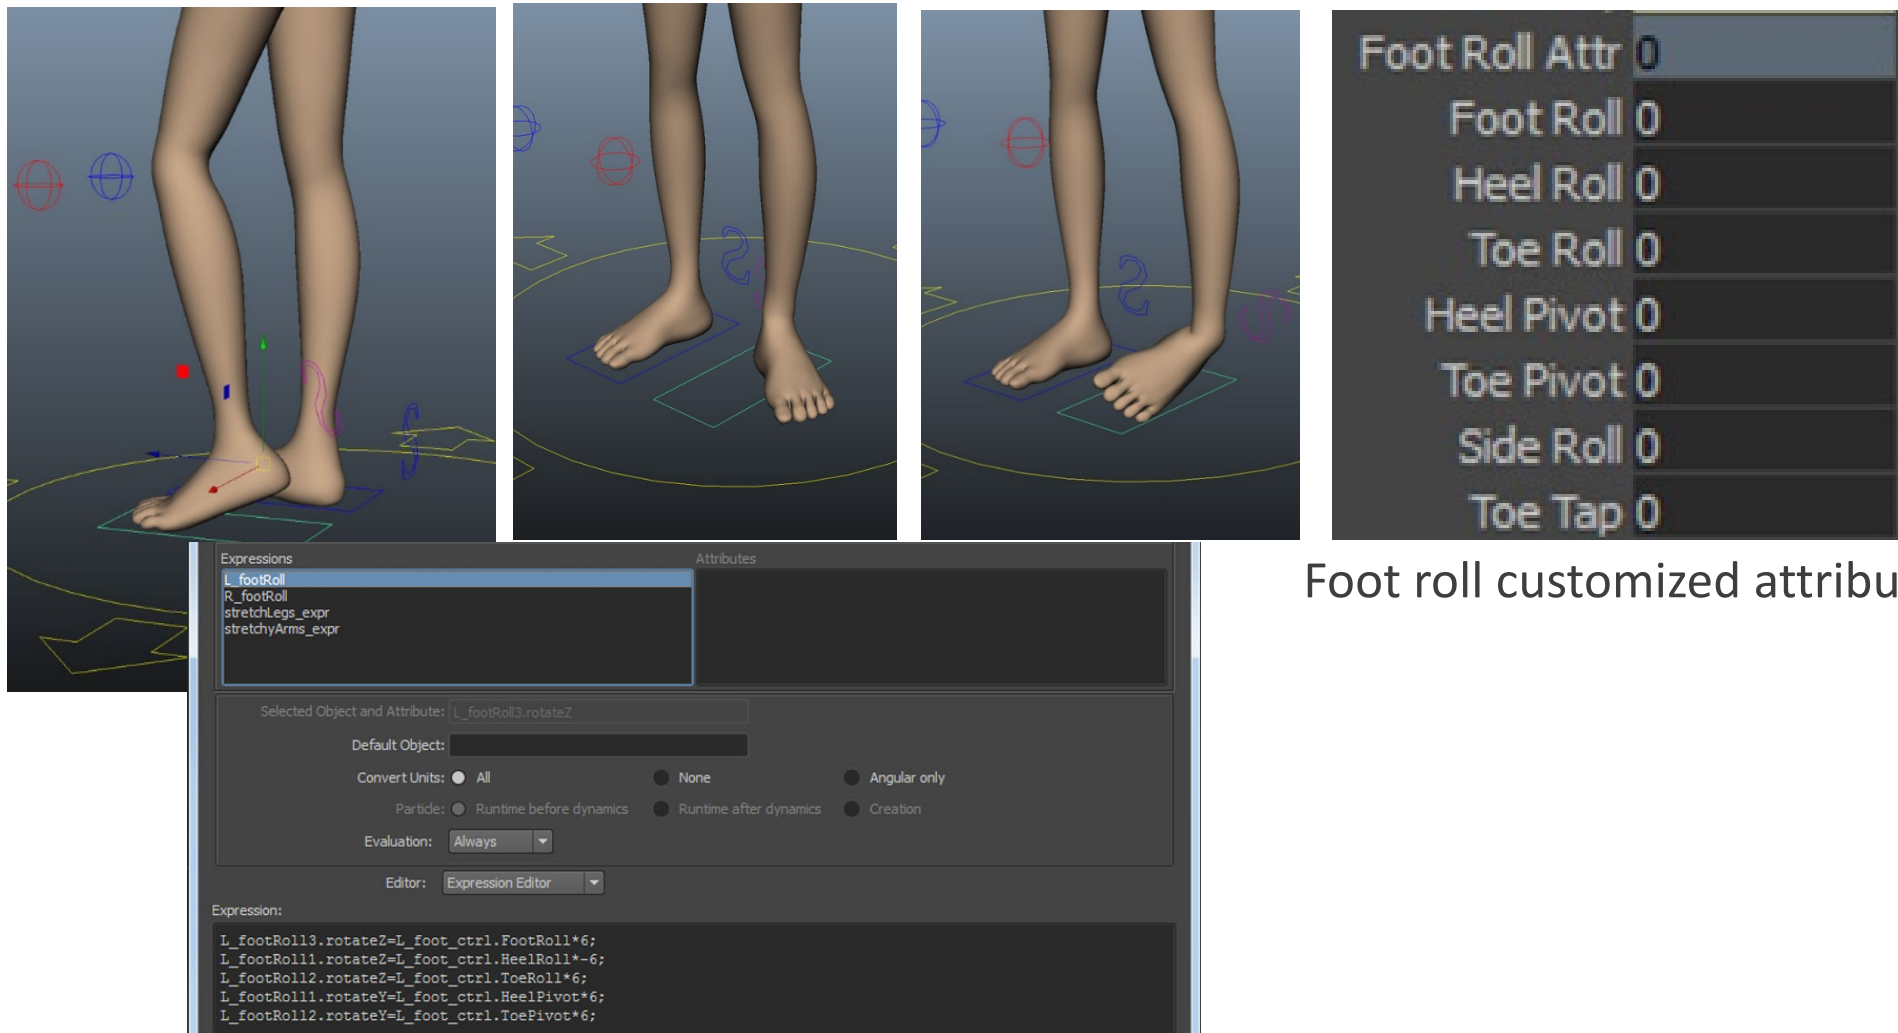 Foot Roll Attr 0
Foot Roll 0
Heel Roll 0
Toe Roll 0
Heel Pivot 0
Toe Pivot 0
Side Roll 0
Toe Tap 0
Foot roll customized attribu
Expressions Attributes
L_footRoll
R_footRoll
stretchLegs_expr
stretchyArms_expr
Selected Object and Attribute: L_footRoll3.rotateZ
Default Object:
Convert Units: All None Angular only
Particle: Runtime before dynamics Runtime after dynamics Creation
Evaluation: Always
Editor: Expression Editor
Expression:
L_footRoll3.rotateZ=L_foot_ctrl.FootRoll*6;
L_footRoll1.rotateZ=L_foot_ctrl.HeelRoll*-6;
L_footRoll2.rotateZ=L_foot_ctrl.ToeRoll*6;
L_footRoll1.rotateY=L_foot_ctrl.HeelPivot*6;
L_footRoll2.rotateY=L_foot_ctrl.ToePivot*6;